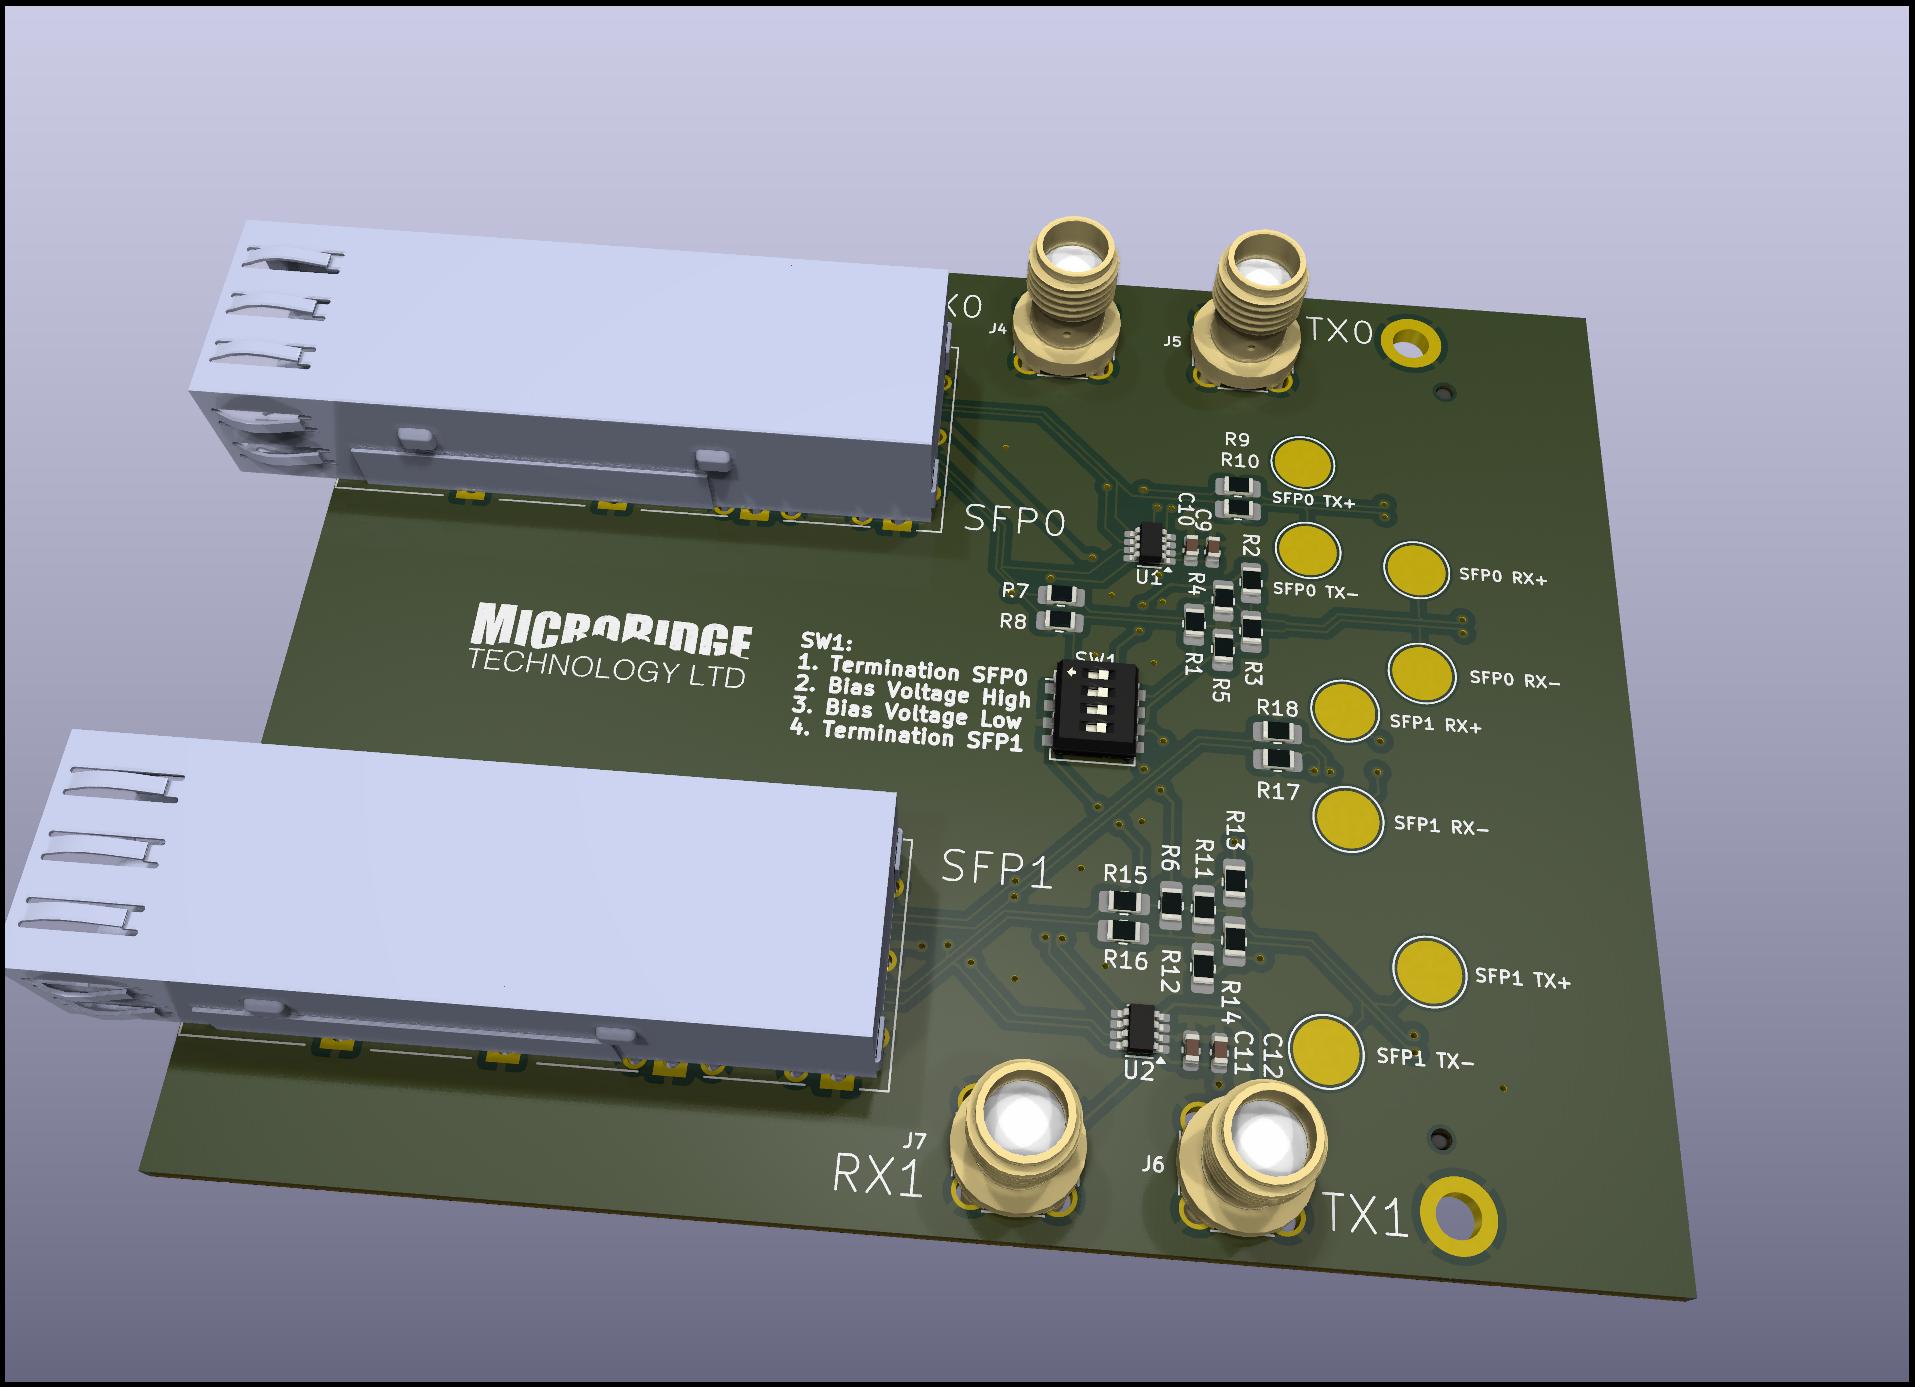 J4
J5
TX0
R9
R10
SFP0 TX+
C10
C9
SFP0
U1
R4
R2
SFP0 TX-
SFP0 RX+
R7
R8
R1
R5
R3
SFP0 RX-
MICROBRIDGE
TECHNOLOGY LTD
SW1:
1. Termination SFP0
2. Bias Voltage High
3. Bias Voltage Low
4. Termination SFP1
SW1
R18
SFP1 RX+
R17
SFP1 RX-
R13
SFP1
R15
R6
R11
R16
R12
R14
SFP1 TX+
U2
C11
C12
SFP1 TX-
J7
RX1
J6
TX1